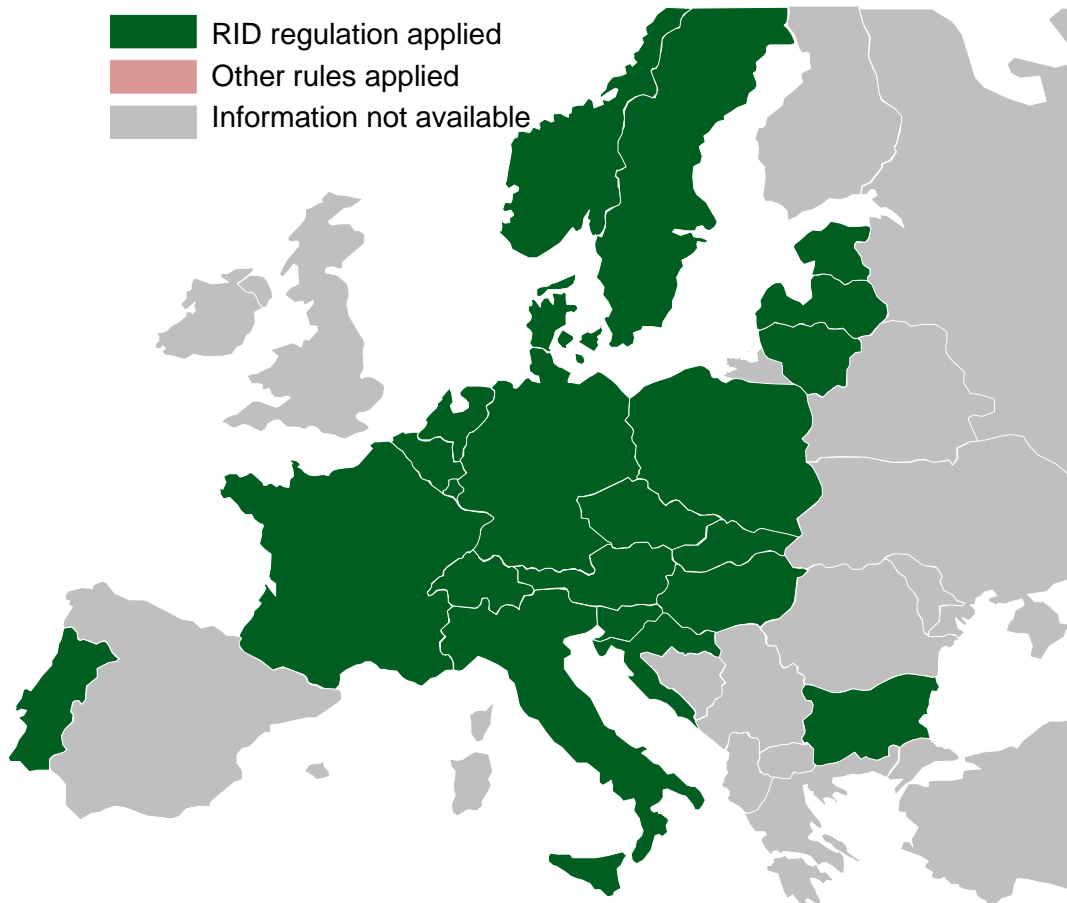 RID regulation applied
Other rules applied
Information not available